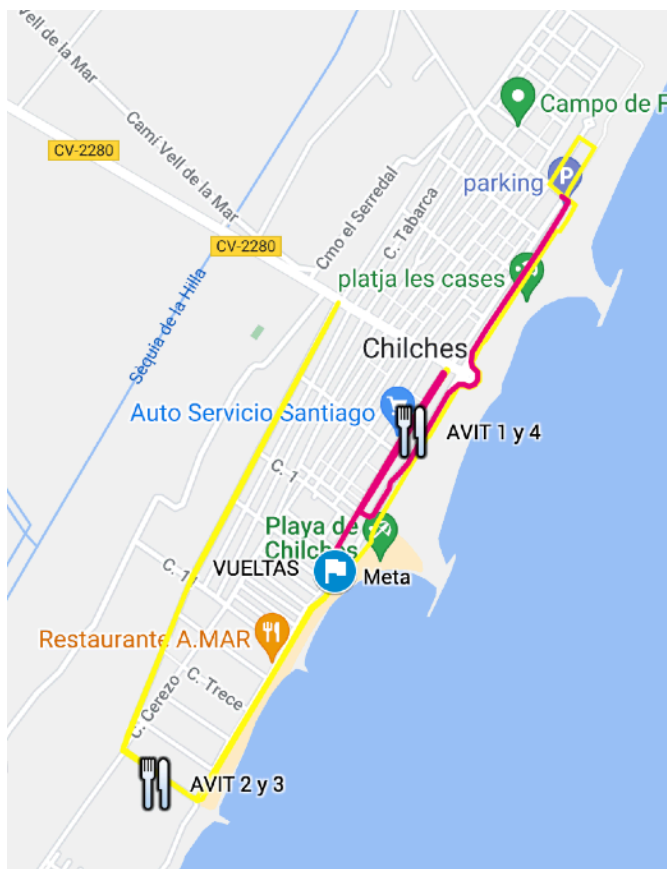 Vell de la Mar
Camí Vell de la Mar
CV-2280
Campo de F
parking
P
Cmo el Serredal
C. Tabarca
CV-2280
platja les cases
Sèquia de la Hilla
Chilches
Auto Servicio Santiago
AVIT 1 y 4
C. 1
Playa de
Chilches
C. 11
VUELTAS
Meta
Restaurante A.MAR
C. Trece
C. Cerezo
AVIT 2 y 3